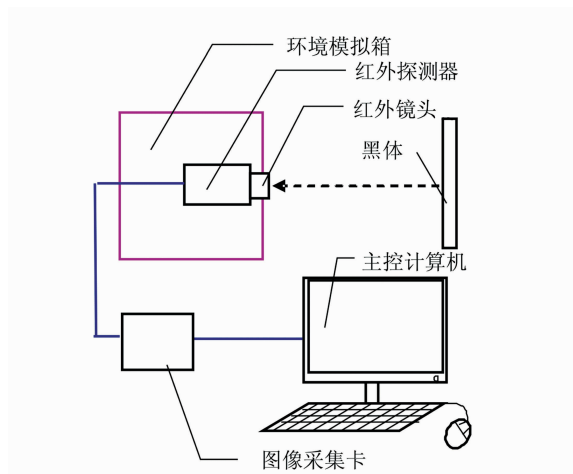 环境模拟箱
红外探测器
红外镜头
黑体
主控计算机
图像采集卡